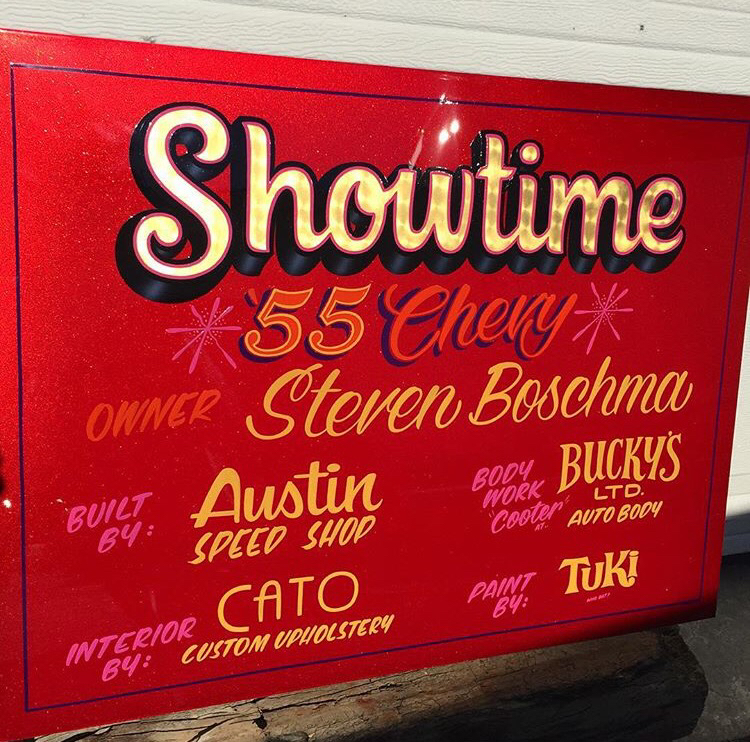 Showtime
'55 Chevy
OWNER Steven Boschma
BUILT BY:
Austin
SPEED SHOP
BODY WORK
"Cooter"
AT..
BUCKY'S
LTD.
AUTO BODY
INTERIOR BY:
CATO
CUSTOM UPHOLSTERY
PAINT BY:
TUKi